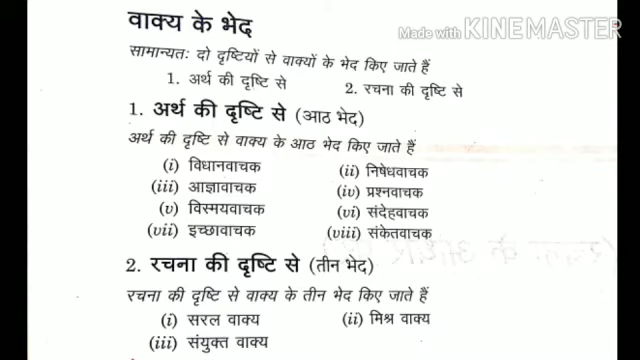 वाक्य के भेद
Made with KINEMASTER
सामान्यतः दो दृष्टियों से वाक्यों के भेद किए जाते हैं
1. अर्थ की दृष्टि से 2. रचना की दृष्टि से
1. अर्थ की दृष्टि से (आठ भेद)
अर्थ की दृष्टि से वाक्य के आठ भेद किए जाते हैं
(i) विधानवाचक (ii) निषेधवाचक
(iii) आज्ञावाचक (iv) प्रश्नवाचक
(v) विस्मयवाचक (vi) संदेहवाचक
(vii) इच्छावाचक (viii) संकेतवाचक
2. रचना की दृष्टि से (तीन भेद)
रचना की दृष्टि से वाक्य के तीन भेद किए जाते हैं
(i) सरल वाक्य (ii) मिश्र वाक्य
(iii) संयुक्त वाक्य